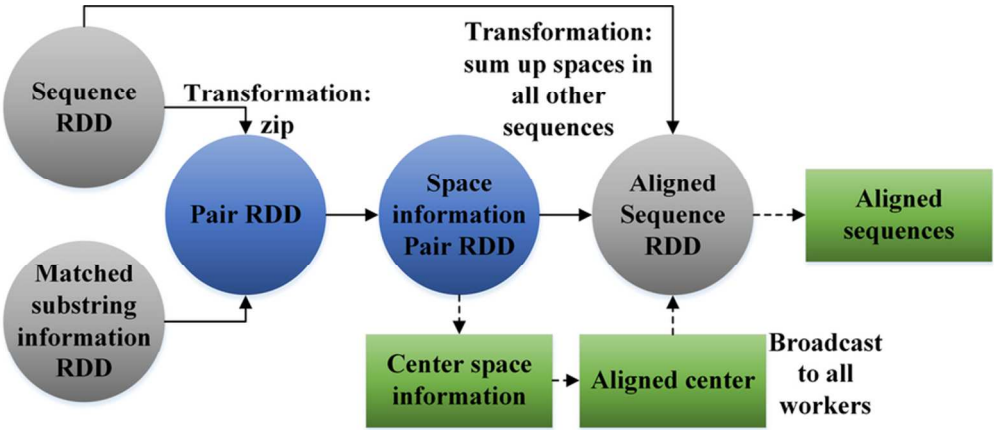 Sequence
RDD
Transformation:
zip
Transformation:
sum up spaces in
all other
sequences
Pair RDD
Space
information
Pair RDD
Aligned
Sequence
RDD
Aligned
sequences
Matched
substring
information
RDD
Center space
information
Aligned center
Broadcast
to all
workers